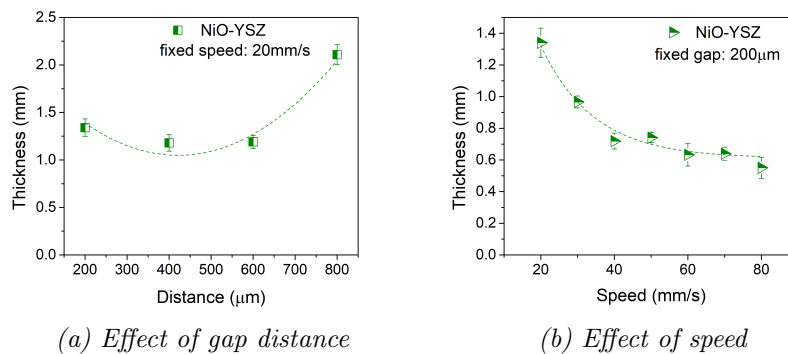 2.5
2.0
1.5
1.0
0.5
0.0
Thickness (mm)
NiO-YSZ
fixed speed: 20mm/s
200 300 400 500 600 700 800
Distance (μm)
(a) Effect of gap distance
1.4
1.2
1.0
0.8
0.6
0.4
0.2
0.0
Thickness (mm)
NiO-YSZ
fixed gap: 200μm
20 40 60 80
Speed (mm/s)
(b) Effect of speed